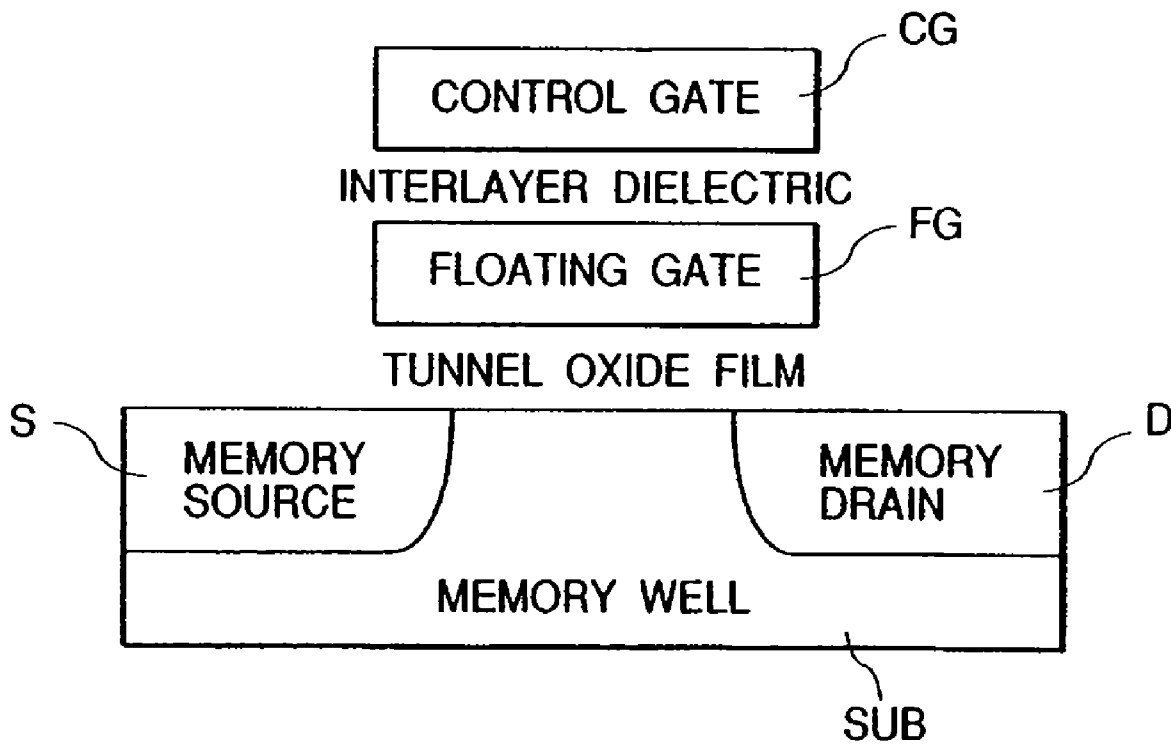 CG
CONTROL GATE
INTERLAYER DIELECTRIC
FG
FLOATING GATE
TUNNEL OXIDE FILM
S
D
MEMORY
SOURCE
MEMORY
DRAIN
MEMORY WELL
SUB